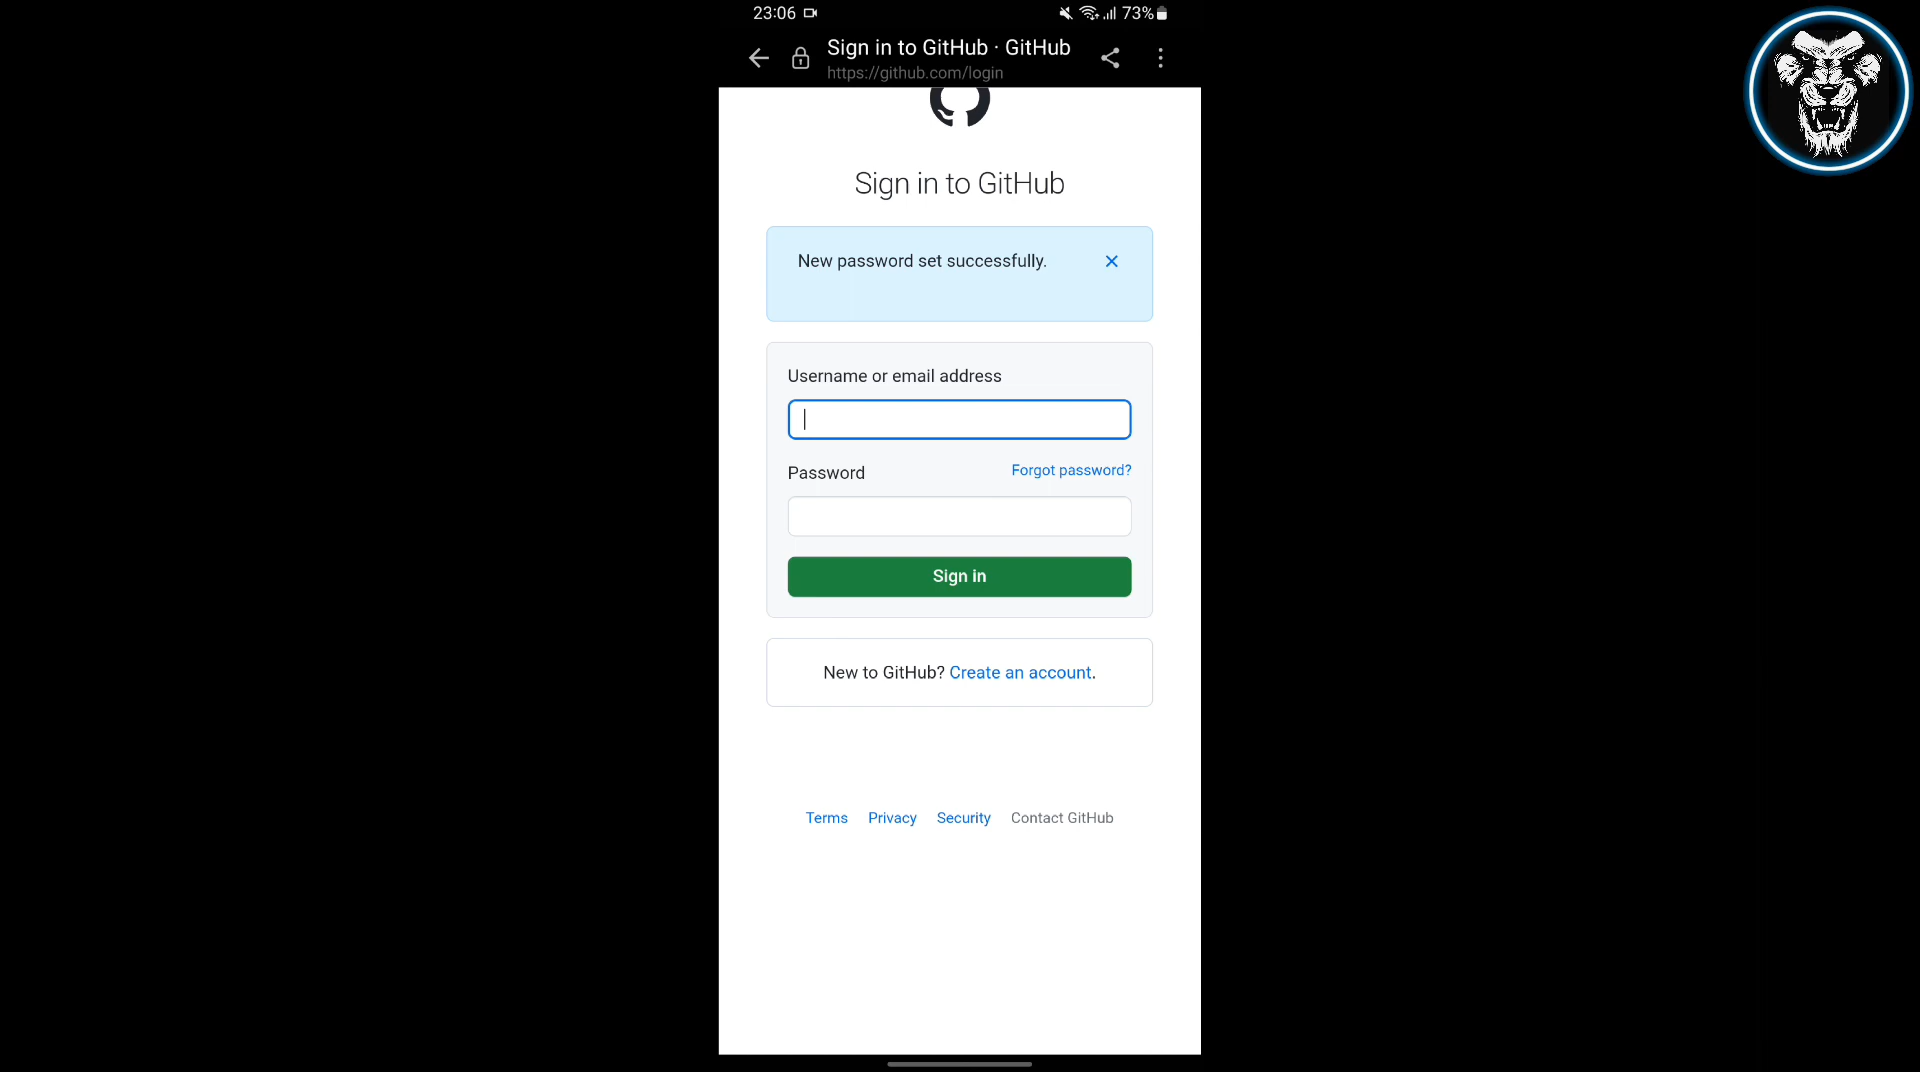 23:06
73%
Sign in to GitHub · GitHub
https://github.com/login
Sign in to GitHub
New password set successfully.
Username or email address
Password
Forgot password?
Sign in
New to GitHub? Create an account.
Terms Privacy Security Contact GitHub